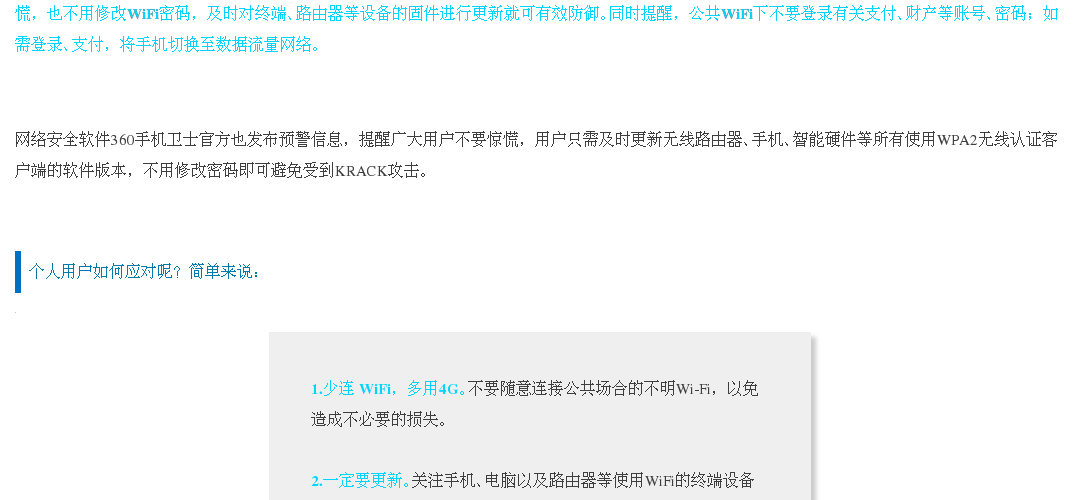 慌，也不用修改WiFi密码，及时对终端、路由器等设备的固件进行更新就可有效防御。同时提醒，公共WiFi下不要登录有关支付、财产等账号、密码；如
需登录、支付，将手机切换至数据流量网络。
网络安全软件360手机卫士官方也发布预警信息，提醒广大用户不要惊慌，用户只需及时更新无线路由器、手机、智能硬件等所有使用WPA2无线认证客
户端的软件版本，不用修改密码即可避免受到KRACK攻击。
个人用户如何应对呢？简单来说：
1.少连 WiFi，多用4G。不要随意连接公共场合的不明Wi-Fi，以免
造成不必要的损失。
2.一定要更新。关注手机、电脑以及路由器等使用WiFi的终端设备